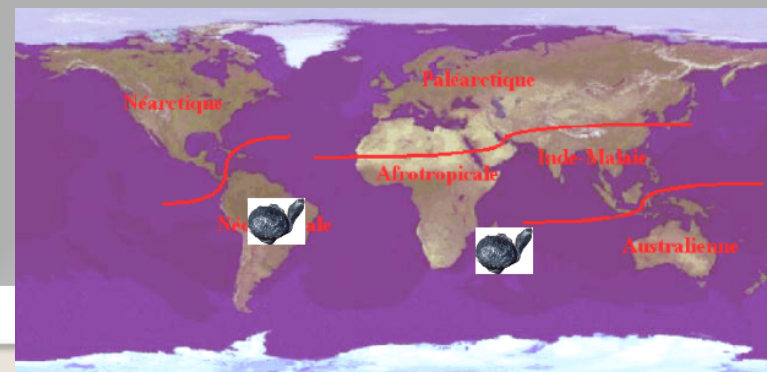 Paléarctique
Néarctique
Indo-Malaie
Afrotropicale
Australienne